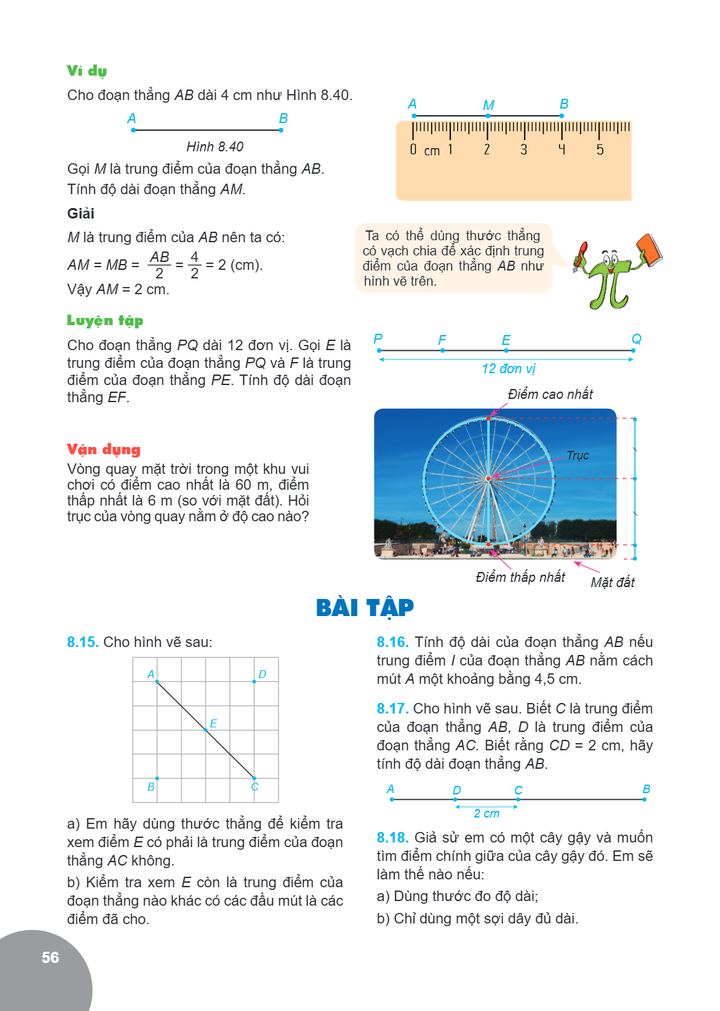 Ví dụ
Cho đoạn thẳng AB dài 4 cm như Hình 8.40.
A B
Hình 8.40
Gọi M là trung điểm của đoạn thẳng AB.
Tính độ dài đoạn thẳng AM.
A M B
0 cm 1 2 3 4 5
Giải
M là trung điểm của AB nên ta có:
AM = MB = AB/2 = 4/2 = 2 (cm).
Vậy AM = 2 cm.
Ta có thể dùng thước thẳng
có vạch chia để xác định trung
điểm của đoạn thẳng AB như
hình vẽ trên.
Luyện tập
Cho đoạn thẳng PQ dài 12 đơn vị. Gọi E là
trung điểm của đoạn thẳng PQ và F là trung
điểm của đoạn thẳng PE. Tính độ dài đoạn
thẳng EF.
P F E Q
12 đơn vị
Vận dụng
Vòng quay mặt trời trong một khu vui
chơi có điểm cao nhất là 60 m, điểm
thấp nhất là 6 m (so với mặt đất). Hỏi
trục của vòng quay nằm ở độ cao nào?
Điểm cao nhất
Trục
Điểm thấp nhất
Mặt đất
BÀI TẬP
8.15. Cho hình vẽ sau:
A D
E
B C
a) Em hãy dùng thước thẳng để kiểm tra
xem điểm E có phải là trung điểm của đoạn
thẳng AC không.
b) Kiểm tra xem E còn là trung điểm của
đoạn thẳng nào khác có các đầu mút là các
điểm đã cho.
8.16. Tính độ dài của đoạn thẳng AB nếu
trung điểm I của đoạn thẳng AB nằm cách
mút A một khoảng bằng 4,5 cm.
8.17. Cho hình vẽ sau. Biết C là trung điểm
của đoạn thẳng AB, D là trung điểm của
đoạn thẳng AC. Biết rằng CD = 2 cm, hãy
tính độ dài đoạn thẳng AB.
A D C B
2 cm
8.18. Giả sử em có một cây gậy và muốn
tìm điểm chính giữa của cây gậy đó. Em sẽ
làm thế nào nếu:
a) Dùng thước đo độ dài;
b) Chỉ dùng một sợi dây đủ dài.
56